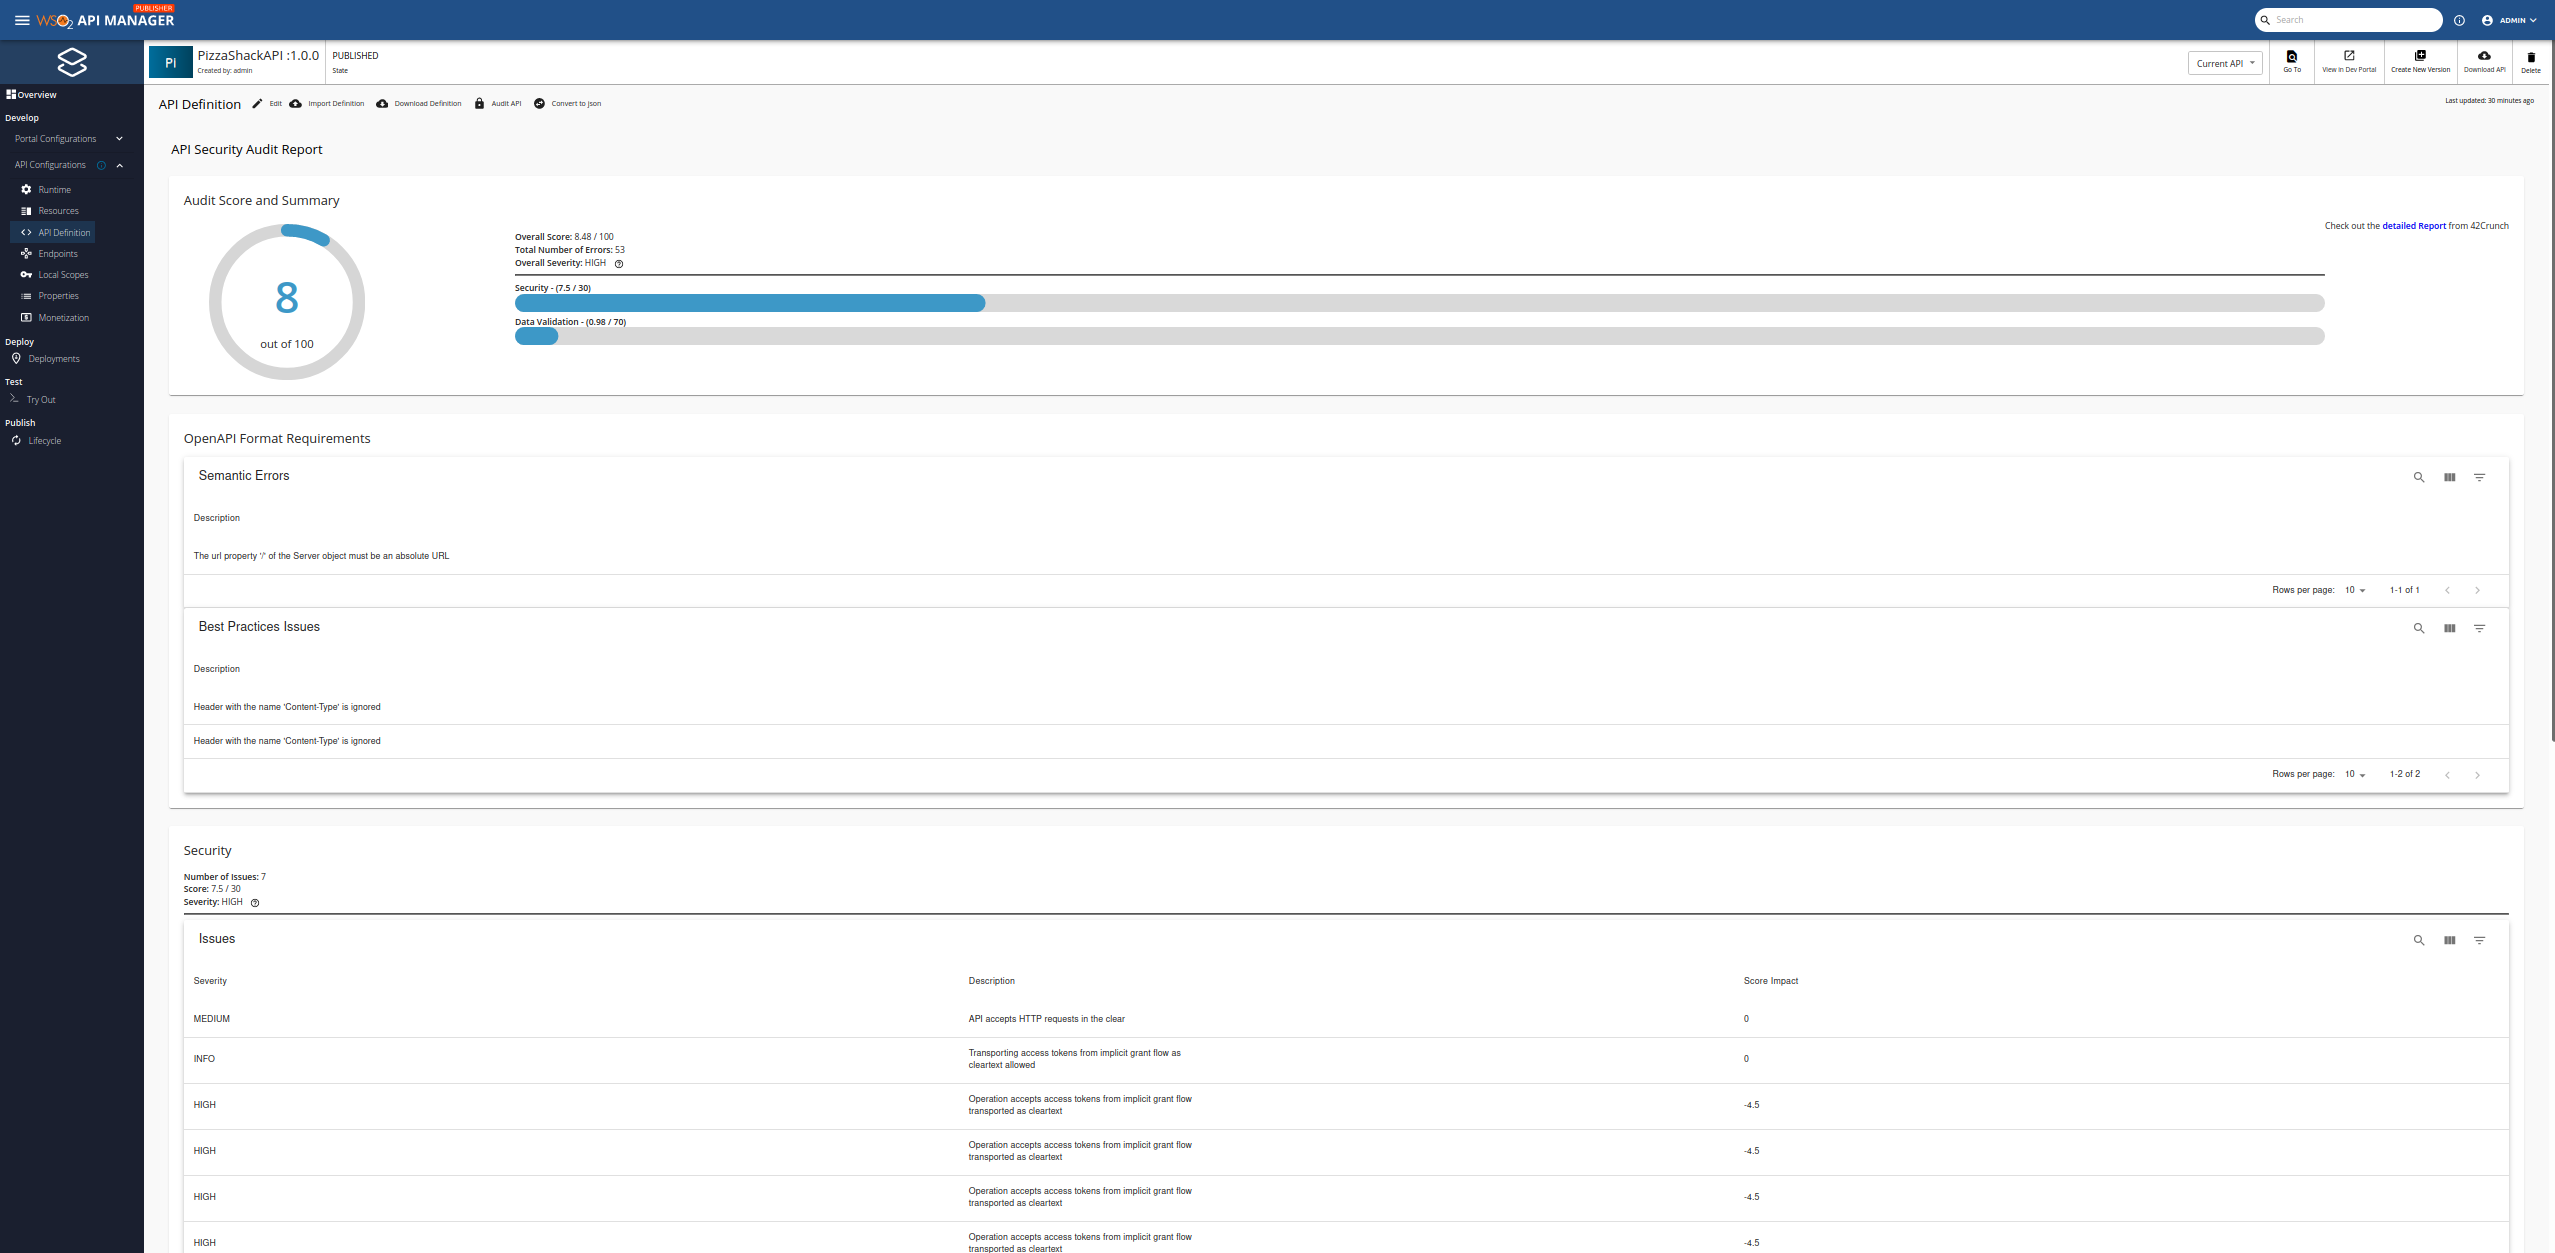 PUBLISHER
WSO2 API MANAGER
Search
ADMIN
Pi
PizzaShackAPI :1.0.0
Created by: admin
PUBLISHED
State
Current API
Go To
View in Dev Portal
Create New Version
Download API
Delete
Overview
Develop
Portal Configurations
API Configurations
Runtime
Resources
API Definition
Endpoints
Local Scopes
Properties
Monetization
Deploy
Deployments
Test
Try Out
Publish
Lifecycle
API Definition
Edit
Import Definition
Download Definition
Audit API
Convert to json
Last updated: 30 minutes ago
API Security Audit Report
Audit Score and Summary
8
out of 100
Overall Score: 8.48 / 100
Total Number of Errors: 53
Overall Severity: HIGH
Security - (7.5 / 30)
Data Validation - (0.98 / 70)
Check out the detailed Report from 42Crunch
OpenAPI Format Requirements
Semantic Errors
Description
The url property '/' of the Server object must be an absolute URL
Rows per page: 10 1-1 of 1
Best Practices Issues
Description
Header with the name 'Content-Type' is ignored
Header with the name 'Content-Type' is ignored
Rows per page: 10 1-2 of 2
Security
Number of Issues: 7
Score: 7.5 / 30
Severity: HIGH
Issues
Severity Description Score Impact
MEDIUM API accepts HTTP requests in the clear 0
INFO Transporting access tokens from implicit grant flow as
cleartext allowed 0
HIGH Operation accepts access tokens from implicit grant flow
transported as cleartext -4.5
HIGH Operation accepts access tokens from implicit grant flow
transported as cleartext -4.5
HIGH Operation accepts access tokens from implicit grant flow
transported as cleartext -4.5
HIGH Operation accepts access tokens from implicit grant flow
transported as cleartext -4.5